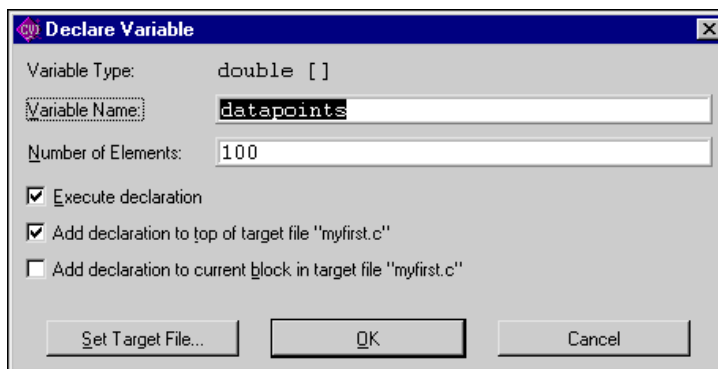 CVI Declare Variable
Variable Type: double []
Variable Name: datapoints
Number of Elements: 100
Execute declaration
Add declaration to top of target file "myfirst.c"
Add declaration to current block in target file "myfirst.c"
Set Target File... OK Cancel